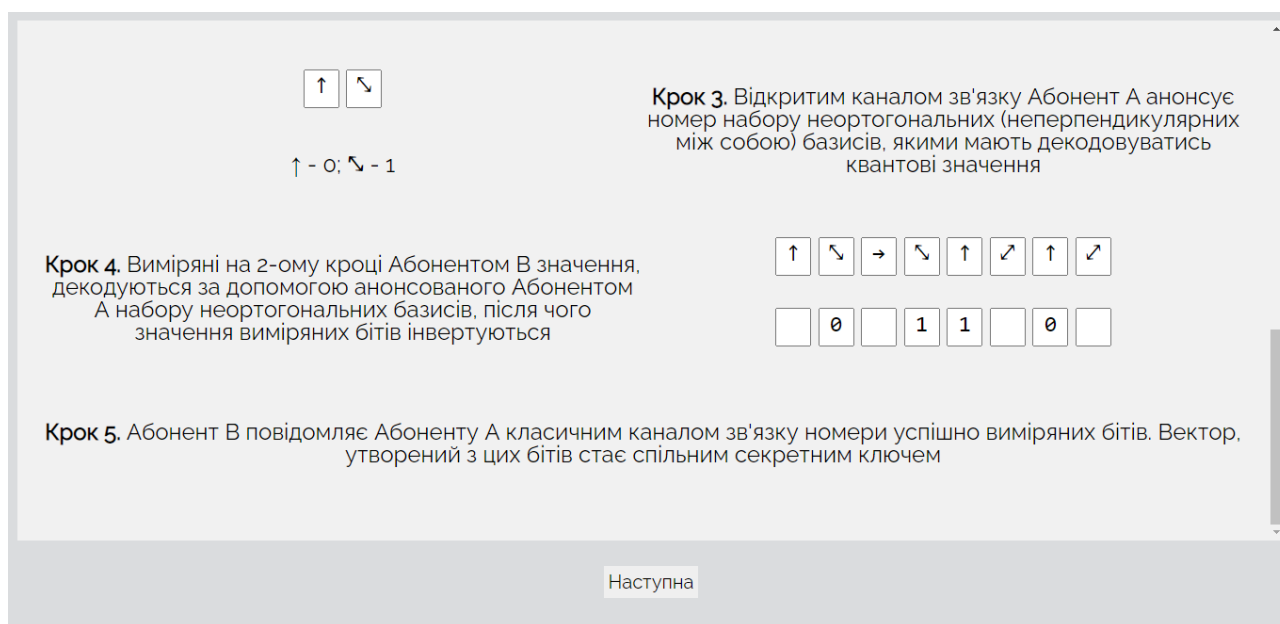 ↑ ⤡
Крок 3. Відкритим каналом зв'язку Абонент А анонсує
номер набору неортогональних (неперпендикулярних
між собою) базисів, якими мають декодовуватись
квантові значення
↑ - 0; ⤡ - 1
Крок 4. Виміряні на 2-ому кроці Абонентом В значення,
декодуються за допомогою анонсованого Абонентом
А набору неортогональних базисів, після чого
значення виміряних бітів інвертуються
↑ ⤡ → ⤡ ↑ ⤢ ↑ ⤢
0 1 1 0
Крок 5. Абонент В повідомляє Абоненту А класичним каналом зв'язку номери успішно виміряних бітів. Вектор,
утворений з цих бітів стає спільним секретним ключем
Наступна